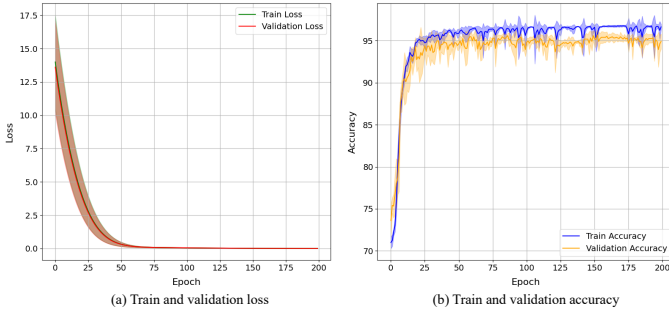 17.5
15.0
12.5
10.0
7.5
5.0
2.5
0.0
Loss
Train Loss
Validation Loss
0 25 50 75 100 125 150 175 200
Epoch
(a) Train and validation loss
95
90
85
80
75
70
Accuracy
Train Accuracy
Validation Accuracy
0 25 50 75 100 125 150 175 200
Epoch
(b) Train and validation accuracy